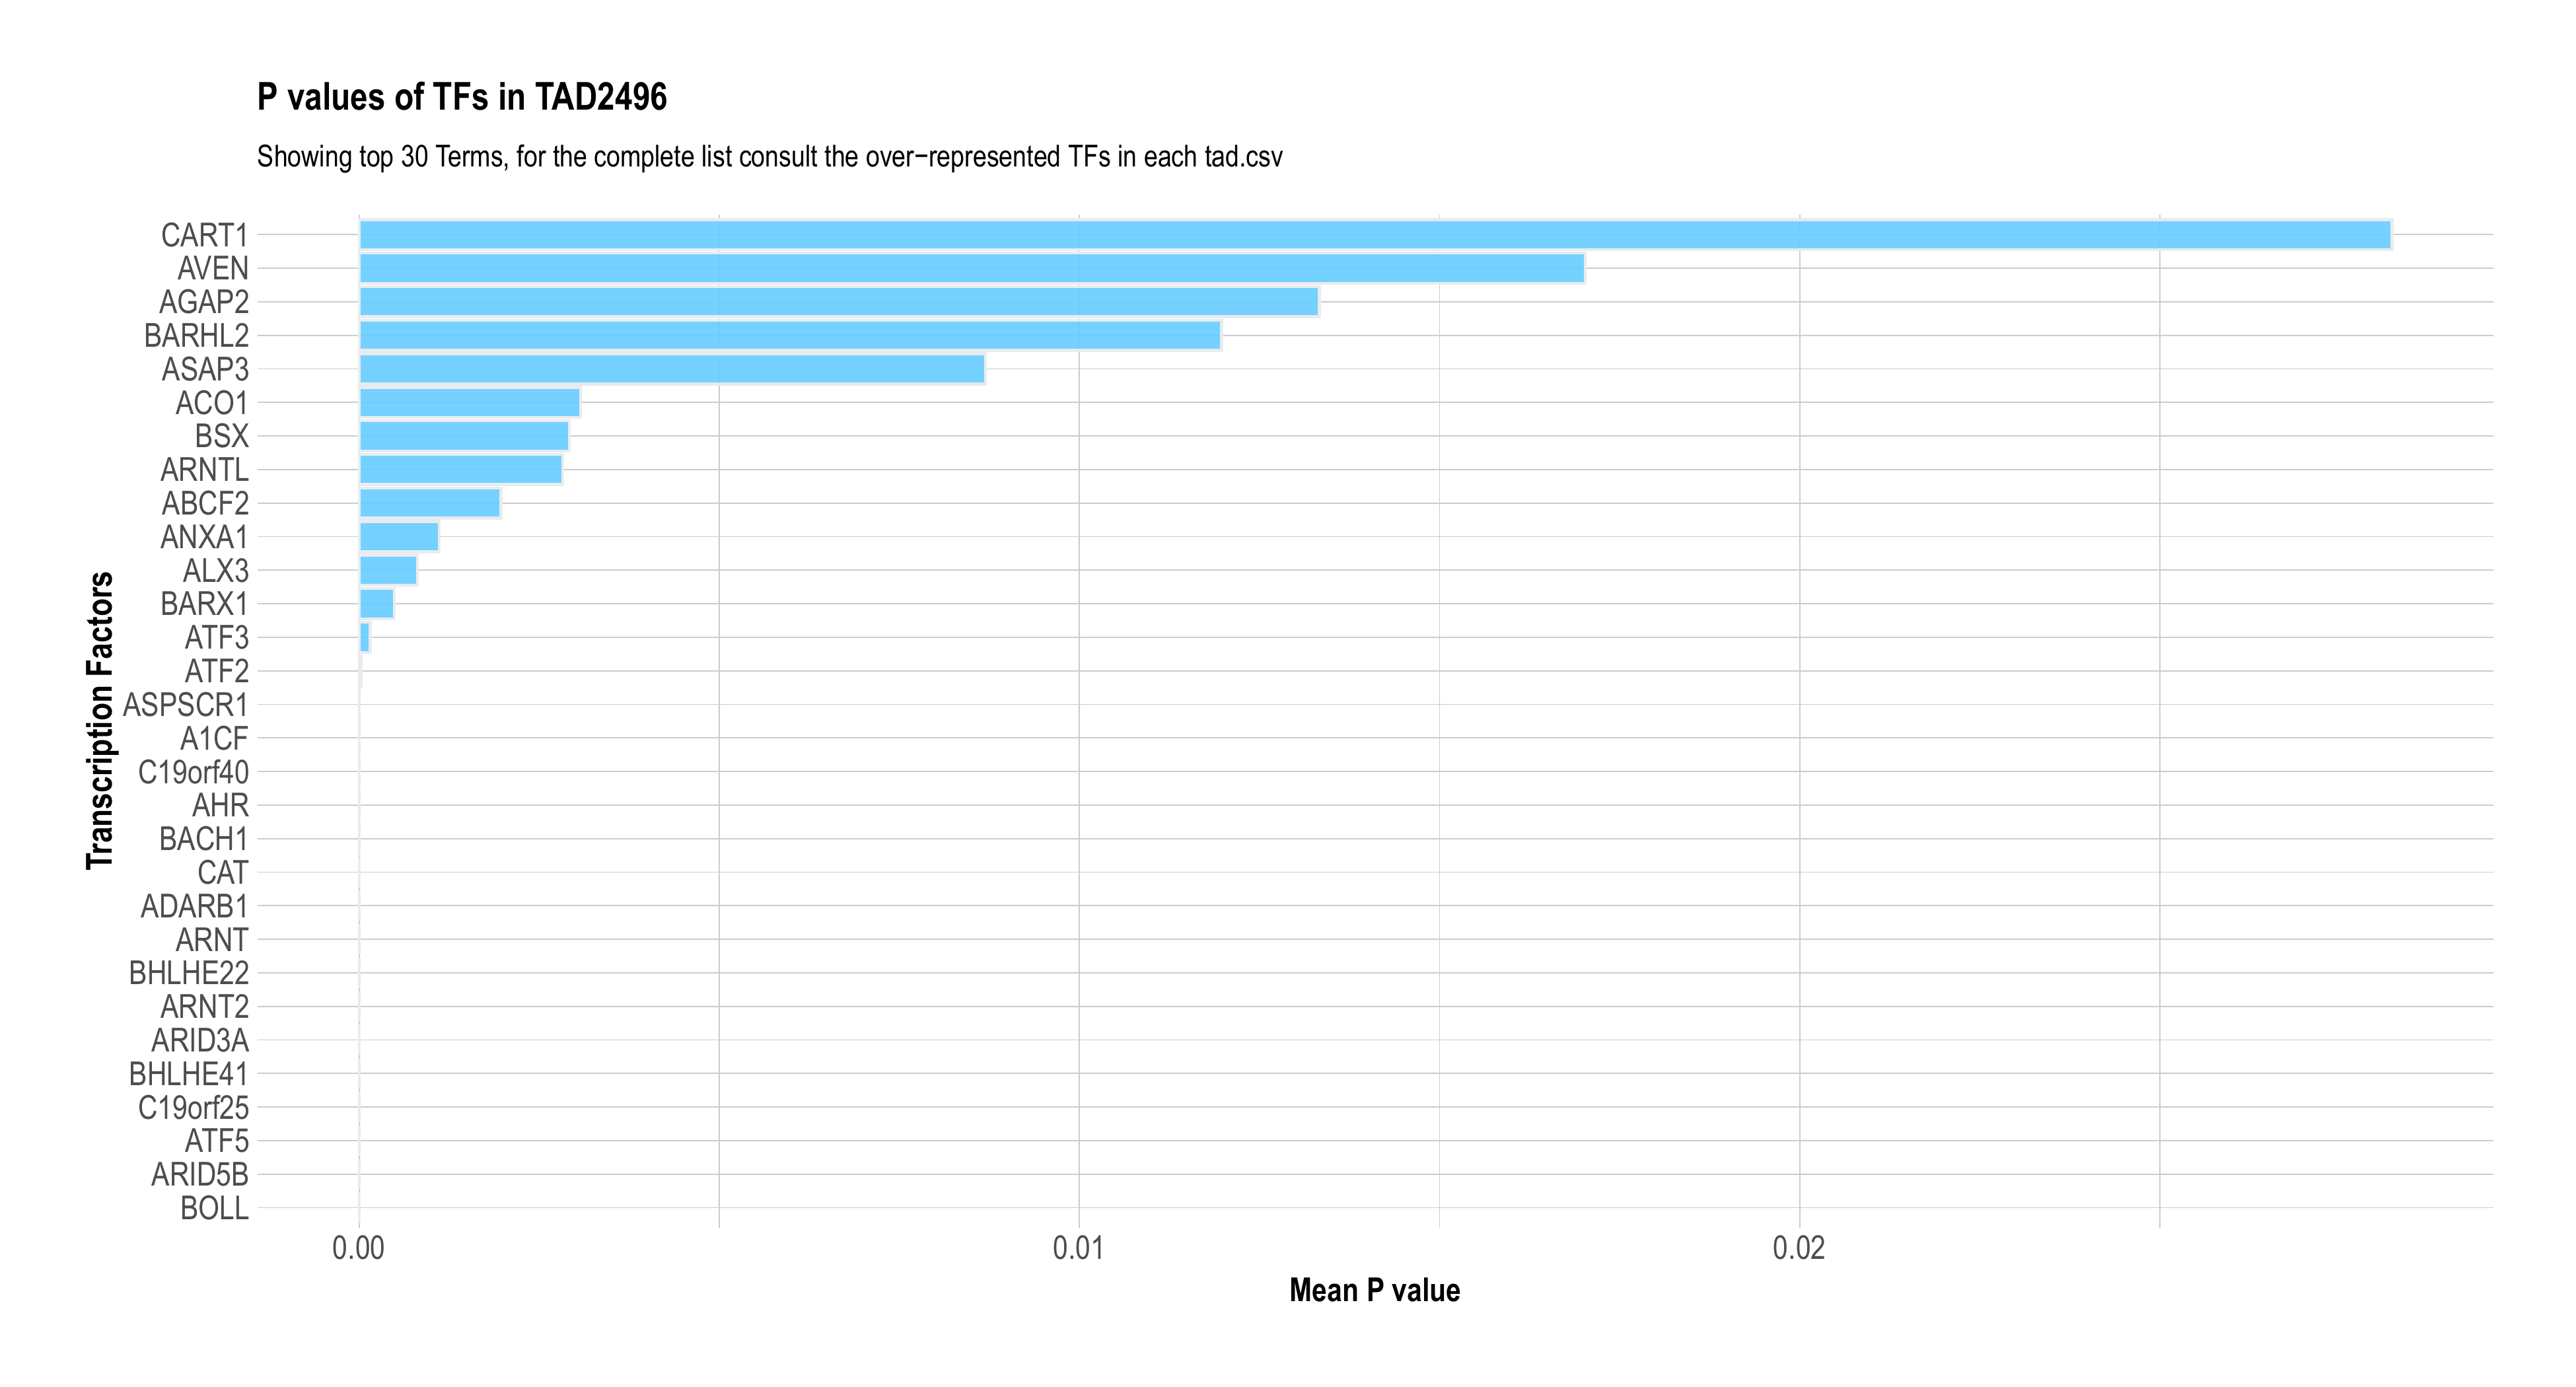 P values of TFs in TAD2496
Showing top 30 Terms, for the complete list consult the over−represented TFs in each tad.csv
Transcription Factors
CART1
AVEN
AGAP2
BARHL2
ASAP3
ACO1
BSX
ARNTL
ABCF2
ANXA1
ALX3
BARX1
ATF3
ATF2
ASPSCR1
A1CF
C19orf40
AHR
BACH1
CAT
ADARB1
ARNT
BHLHE22
ARNT2
ARID3A
BHLHE41
C19orf25
ATF5
ARID5B
BOLL
0.00 0.01 0.02
Mean P value